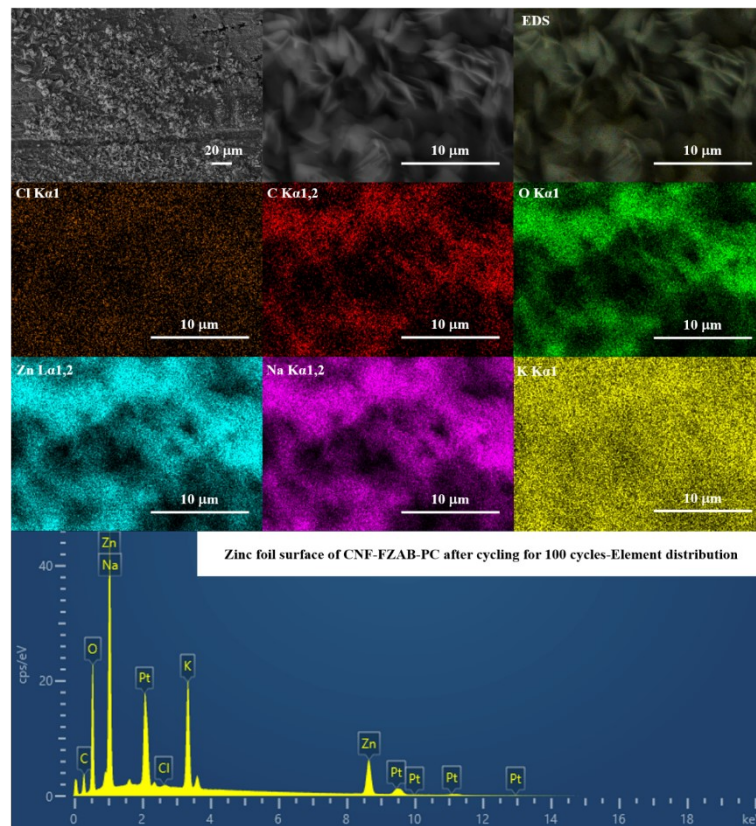 EDS
20 μm
10 μm
10 μm
Cl Kα1
C Kα1,2
O Kα1
10 μm
10 μm
10 μm
Zn Lα1,2
Na Kα1,2
K Kα1
10 μm
10 μm
10 μm
Zinc foil surface of CNF-FZAB-PC after cycling for 100 cycles-Element distribution
Zn
Na
40
cps/eV
O
Pt
K
20
Zn
C
Cl
Pt
Pt
Pt
Pt
0
0 2 4 6 8 10 12 14 16 18 ke